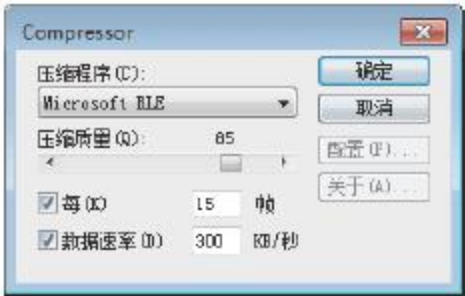 Compressor
压缩程序(C):
Microsoft RLE
压缩质量(Q): 85
每(K) 15 帧
数据速率(D) 300 KB/秒
确定
取消
配置(F)...
关于(A)...